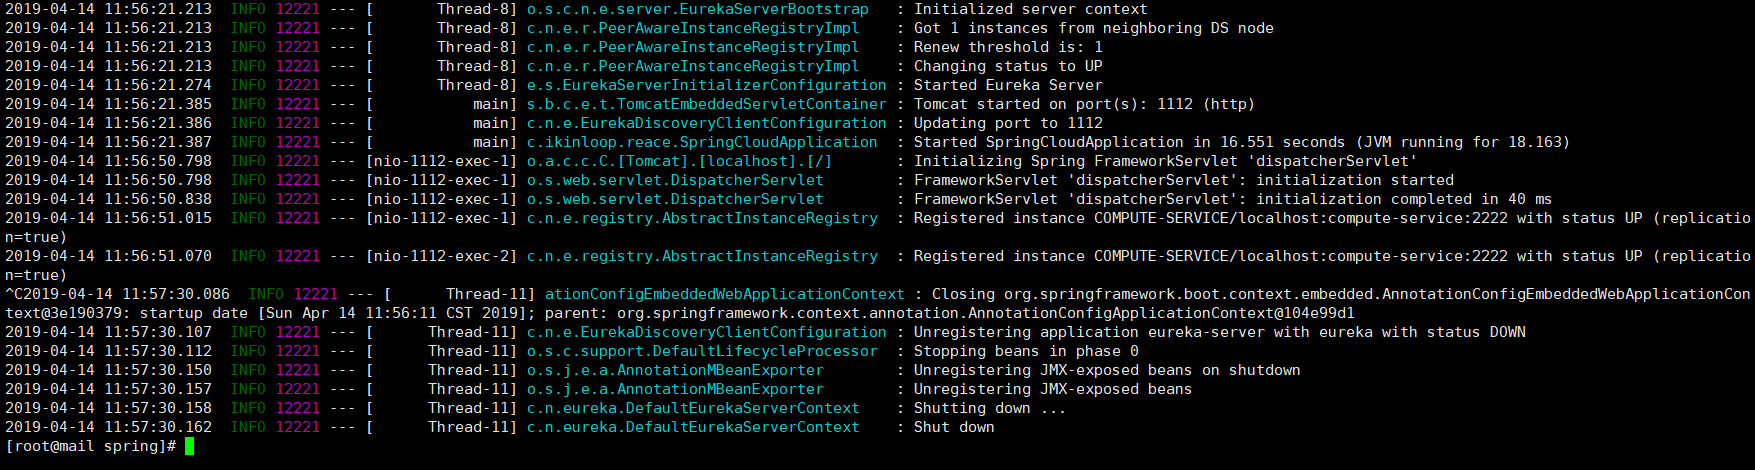 2019-04-14 11:56:21.213  INFO 12221 --- [       Thread-8] o.s.c.n.e.server.EurekaServerBootstrap   : Initialized server context
2019-04-14 11:56:21.213  INFO 12221 --- [       Thread-8] c.n.e.r.PeerAwareInstanceRegistryImpl    : Got 1 instances from neighboring DS node
2019-04-14 11:56:21.213  INFO 12221 --- [       Thread-8] c.n.e.r.PeerAwareInstanceRegistryImpl    : Renew threshold is: 1
2019-04-14 11:56:21.213  INFO 12221 --- [       Thread-8] c.n.e.r.PeerAwareInstanceRegistryImpl    : Changing status to UP
2019-04-14 11:56:21.274  INFO 12221 --- [       Thread-8] e.s.EurekaServerInitializerConfiguration : Started Eureka Server
2019-04-14 11:56:21.385  INFO 12221 --- [           main] s.b.c.e.t.TomcatEmbeddedServletContainer : Tomcat started on port(s): 1112 (http)
2019-04-14 11:56:21.386  INFO 12221 --- [           main] c.n.e.EurekaDiscoveryClientConfiguration : Updating port to 1112
2019-04-14 11:56:21.387  INFO 12221 --- [           main] c.ikinloop.reace.SpringCloudApplication  : Started SpringCloudApplication in 16.551 seconds (JVM running for 18.163)
2019-04-14 11:56:50.798  INFO 12221 --- [nio-1112-exec-1] o.a.c.c.C.[Tomcat].[localhost].[/]       : Initializing Spring FrameworkServlet 'dispatcherServlet'
2019-04-14 11:56:50.798  INFO 12221 --- [nio-1112-exec-1] o.s.web.servlet.DispatcherServlet        : FrameworkServlet 'dispatcherServlet': initialization started
2019-04-14 11:56:50.838  INFO 12221 --- [nio-1112-exec-1] o.s.web.servlet.DispatcherServlet        : FrameworkServlet 'dispatcherServlet': initialization completed in 40 ms
2019-04-14 11:56:51.015  INFO 12221 --- [nio-1112-exec-1] c.n.e.registry.AbstractInstanceRegistry  : Registered instance COMPUTE-SERVICE/localhost:compute-service:2222 with status UP (replicatio
n=true)
2019-04-14 11:56:51.070  INFO 12221 --- [nio-1112-exec-2] c.n.e.registry.AbstractInstanceRegistry  : Registered instance COMPUTE-SERVICE/localhost:compute-service:2222 with status UP (replicatio
n=true)
^C2019-04-14 11:57:30.086  INFO 12221 --- [      Thread-11] ationConfigEmbeddedWebApplicationContext : Closing org.springframework.boot.context.embedded.AnnotationConfigEmbeddedWebApplicationCon
text@3e190379: startup date [Sun Apr 14 11:56:11 CST 2019]; parent: org.springframework.context.annotation.AnnotationConfigApplicationContext@104e99d1
2019-04-14 11:57:30.107  INFO 12221 --- [      Thread-11] c.n.e.EurekaDiscoveryClientConfiguration : Unregistering application eureka-server with eureka with status DOWN
2019-04-14 11:57:30.112  INFO 12221 --- [      Thread-11] o.s.c.support.DefaultLifecycleProcessor  : Stopping beans in phase 0
2019-04-14 11:57:30.150  INFO 12221 --- [      Thread-11] o.s.j.e.a.AnnotationMBeanExporter        : Unregistering JMX-exposed beans on shutdown
2019-04-14 11:57:30.157  INFO 12221 --- [      Thread-11] o.s.j.e.a.AnnotationMBeanExporter        : Unregistering JMX-exposed beans
2019-04-14 11:57:30.158  INFO 12221 --- [      Thread-11] c.n.eureka.DefaultEurekaServerContext    : Shutting down ...
2019-04-14 11:57:30.162  INFO 12221 --- [      Thread-11] c.n.eureka.DefaultEurekaServerContext    : Shut down
[root@mail spring]#